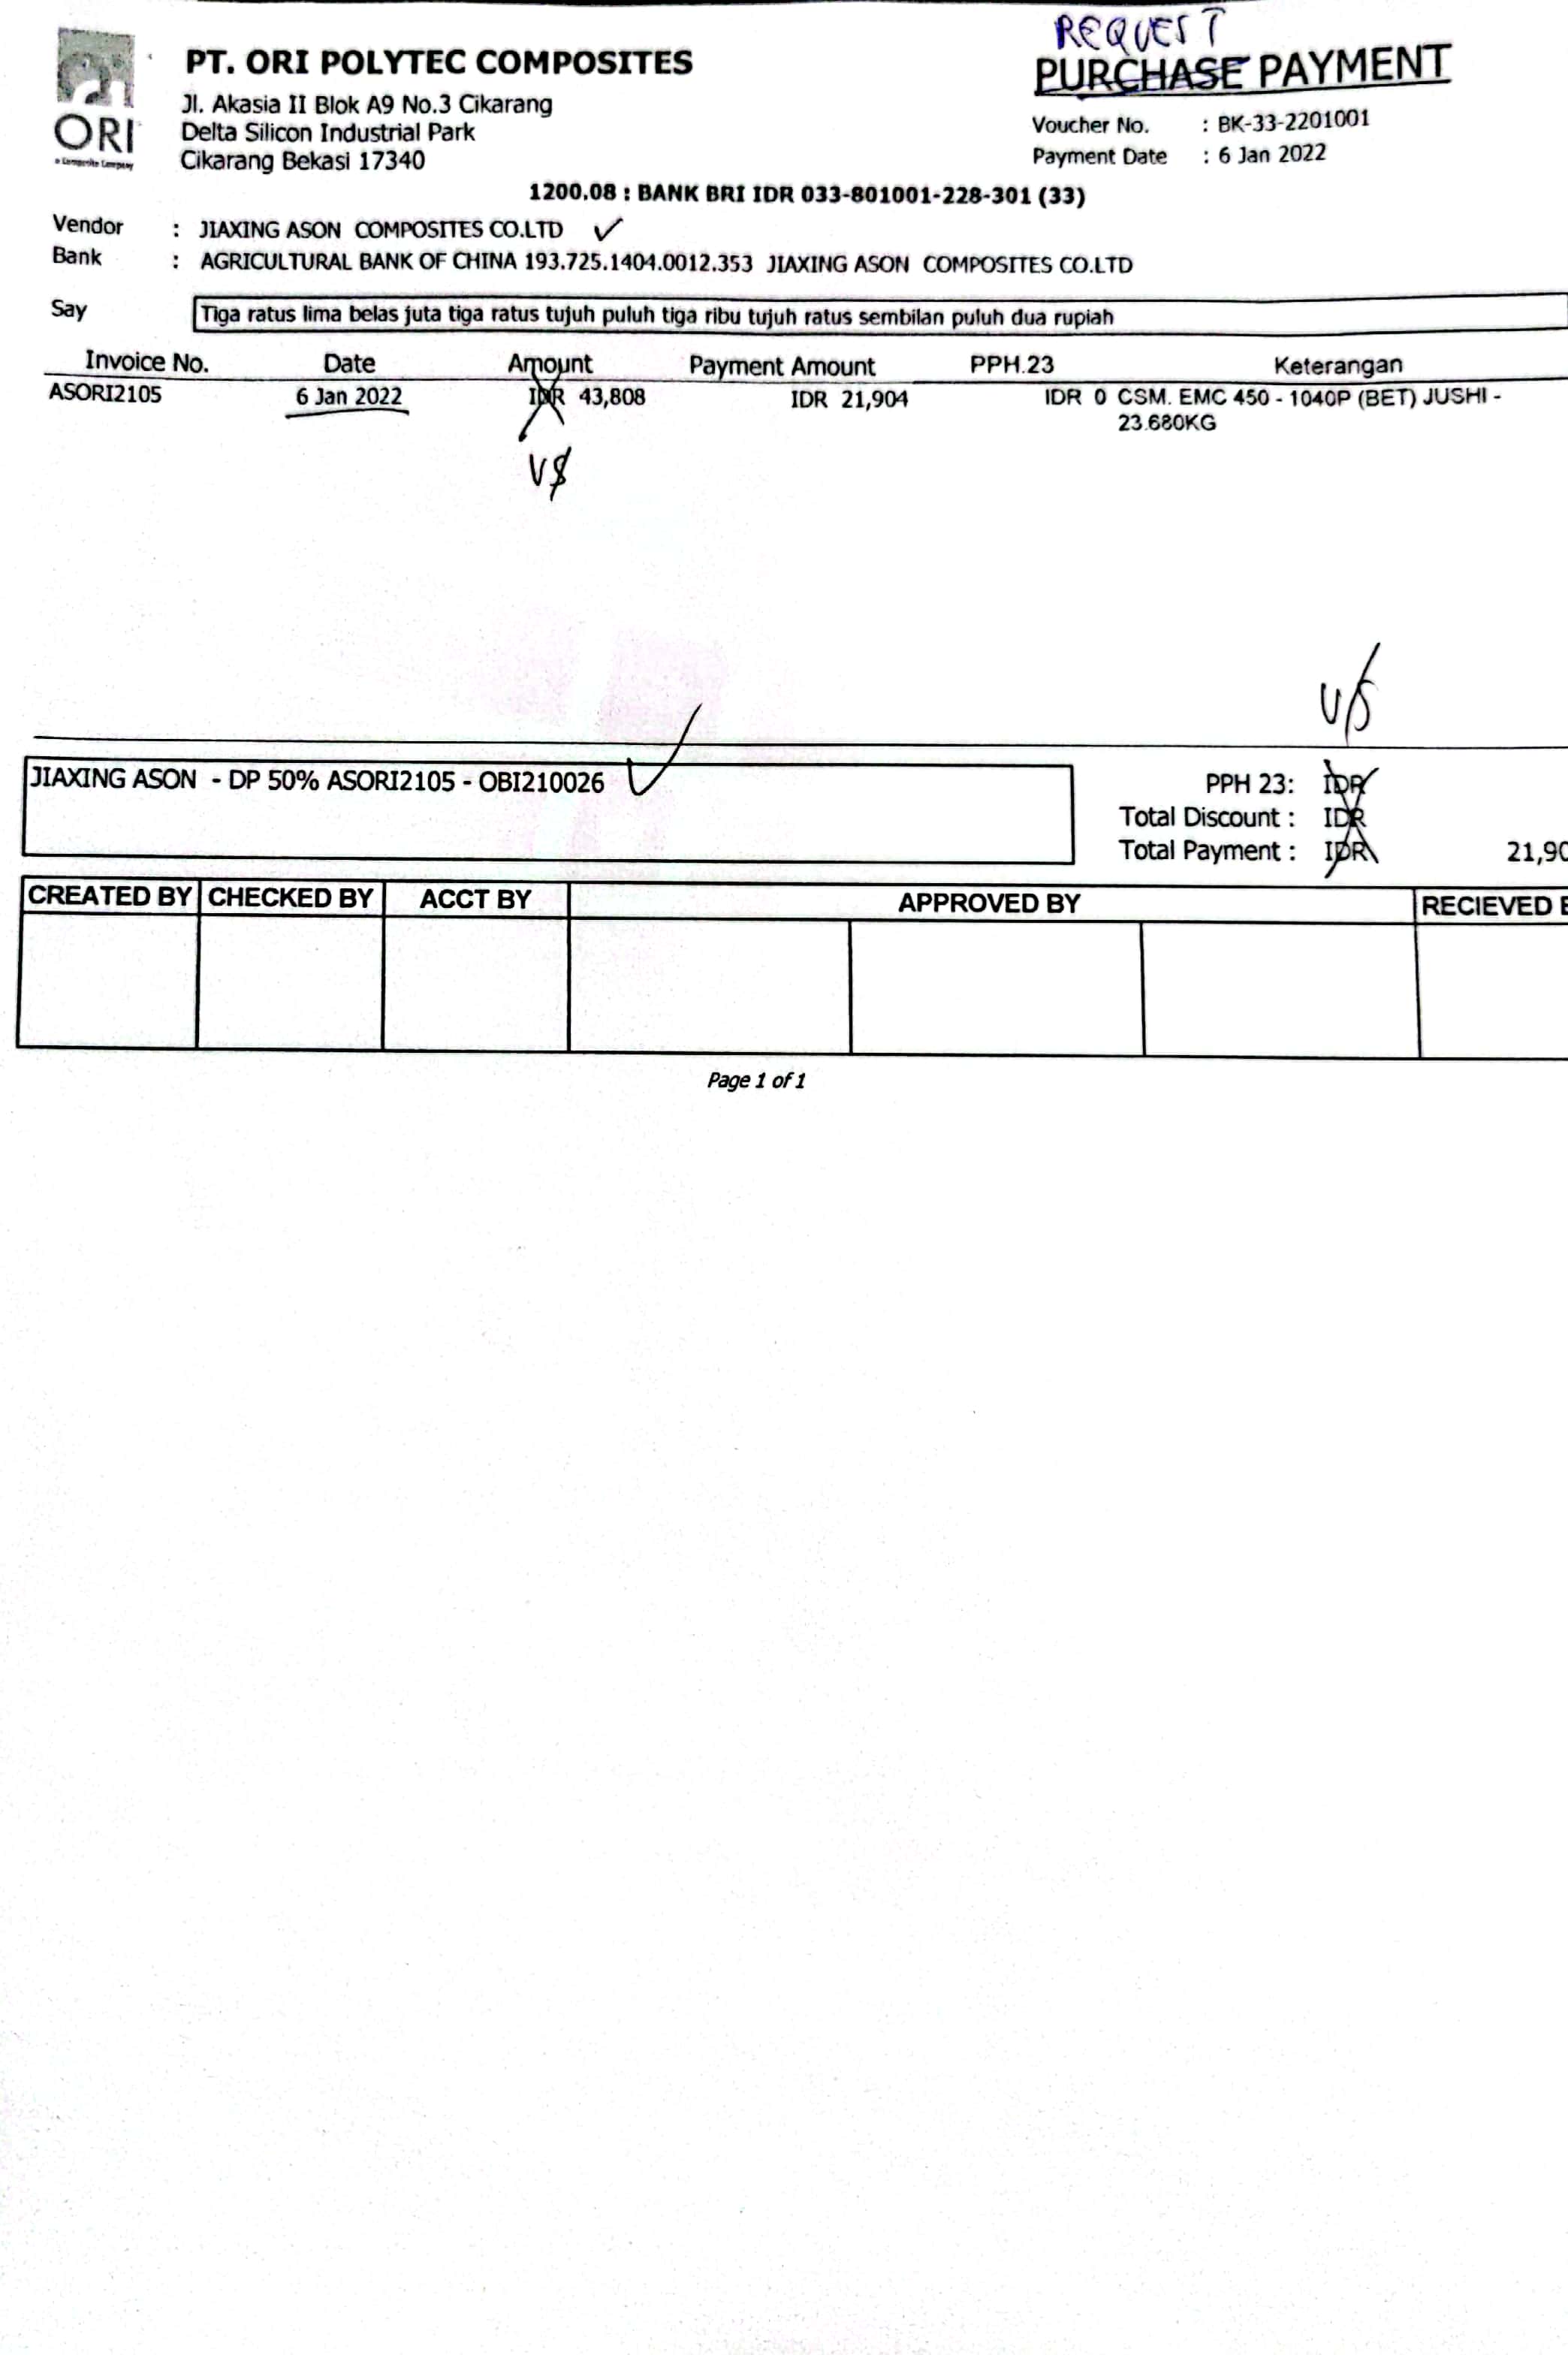 REQUEST
PT. ORI POLYTEC COMPOSITES
PURCHASE PAYMENT
Jl. Akasia II Blok A9 No.3 Cikarang
Delta Silicon Industrial Park
Cikarang Bekasi 17340
ORI
a Composite Company
Voucher No. : BK-33-2201001
Payment Date : 6 Jan 2022
1200.08 : BANK BRI IDR 033-801001-228-301 (33)
Vendor : JIAXING ASON COMPOSITES CO.LTD
Bank : AGRICULTURAL BANK OF CHINA 193.725.1404.0012.353 JIAXING ASON COMPOSITES CO.LTD
Say Tiga ratus lima belas juta tiga ratus tujuh puluh tiga ribu tujuh ratus sembilan puluh dua rupiah
Invoice No. Date Amount Payment Amount PPH.23 Keterangan
ASORI2105 6 Jan 2022 IDR 43,808 IDR 21,904 IDR 0 CSM. EMC 450 - 1040P (BET) JUSHI -
23.680KG
U$
U$
JIAXING ASON - DP 50% ASORI2105 - OBI210026
PPH 23: IDR
Total Discount : IDR
Total Payment : IDR 21,90
CREATED BY CHECKED BY ACCT BY APPROVED BY RECIEVED
Page 1 of 1